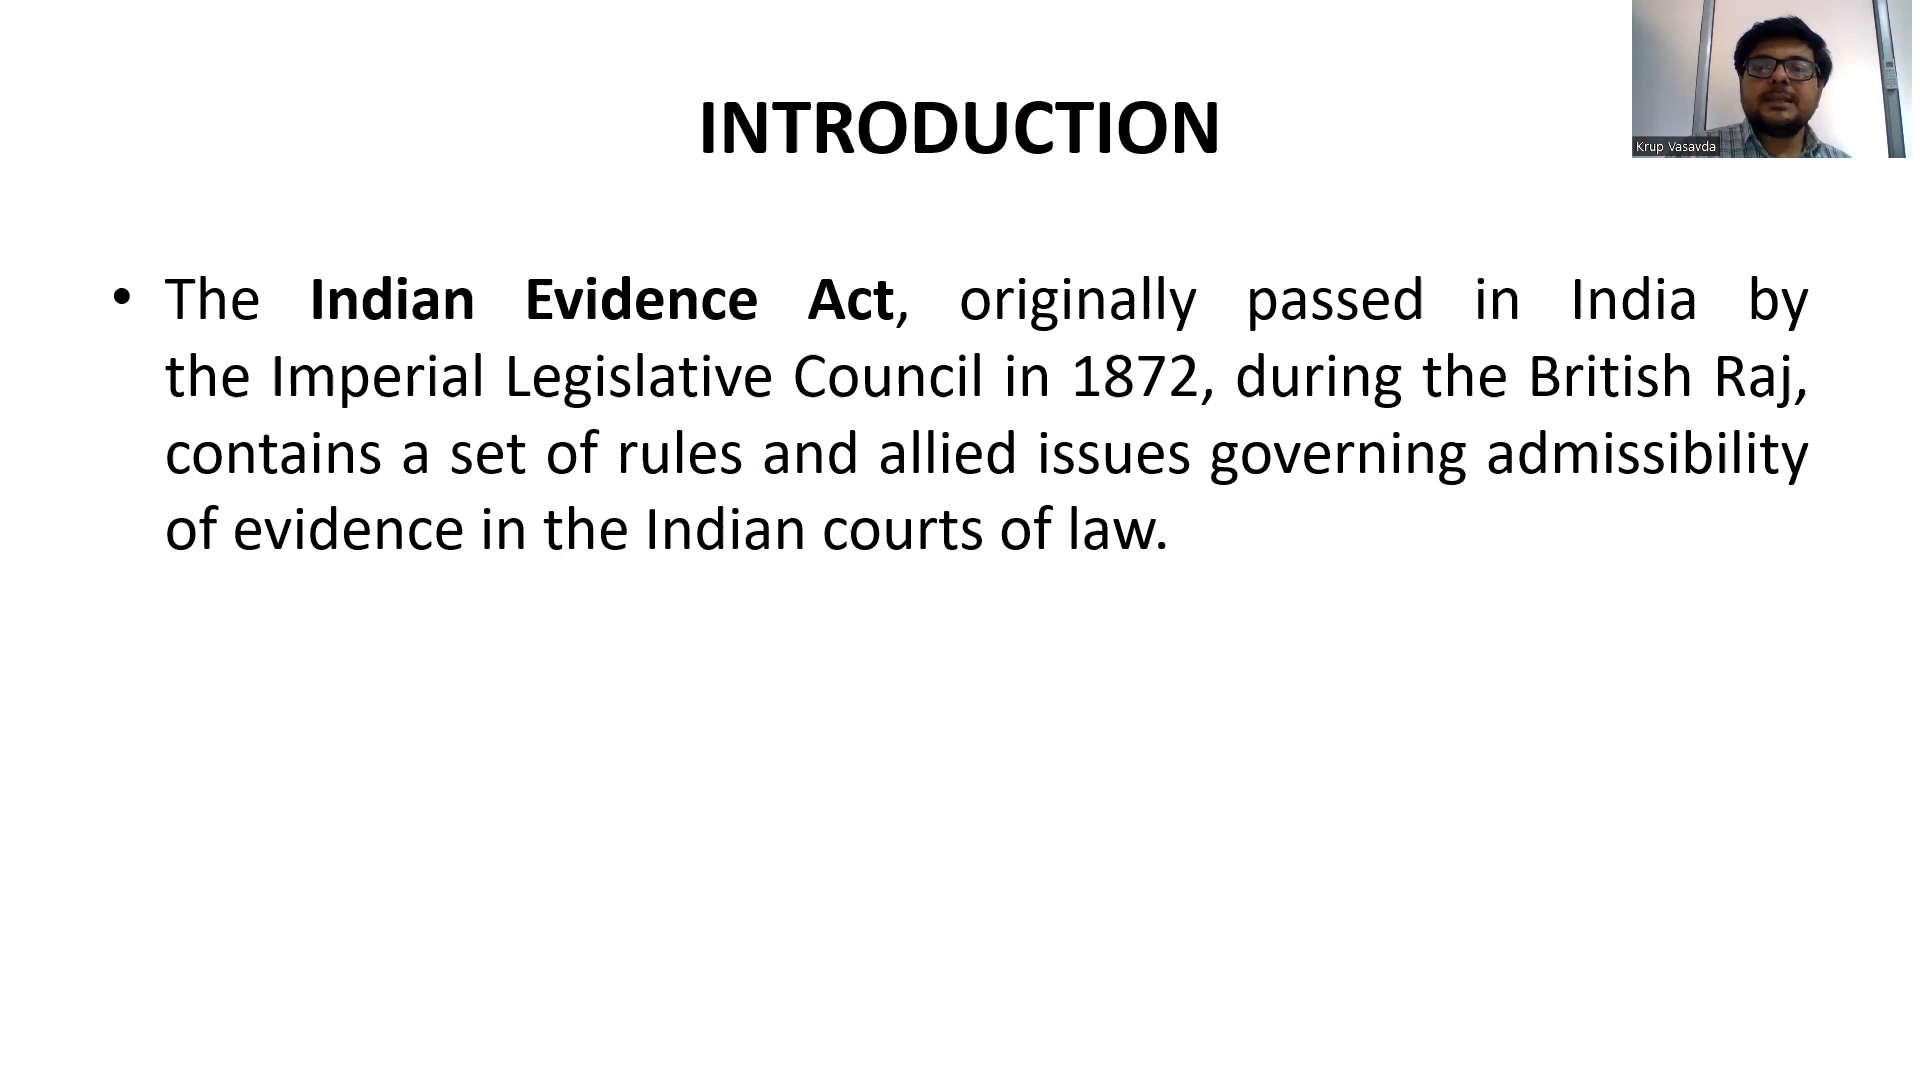 INTRODUCTION
Krup Vasavda
• The Indian Evidence Act, originally passed in India by
the Imperial Legislative Council in 1872, during the British Raj,
contains a set of rules and allied issues governing admissibility
of evidence in the Indian courts of law.